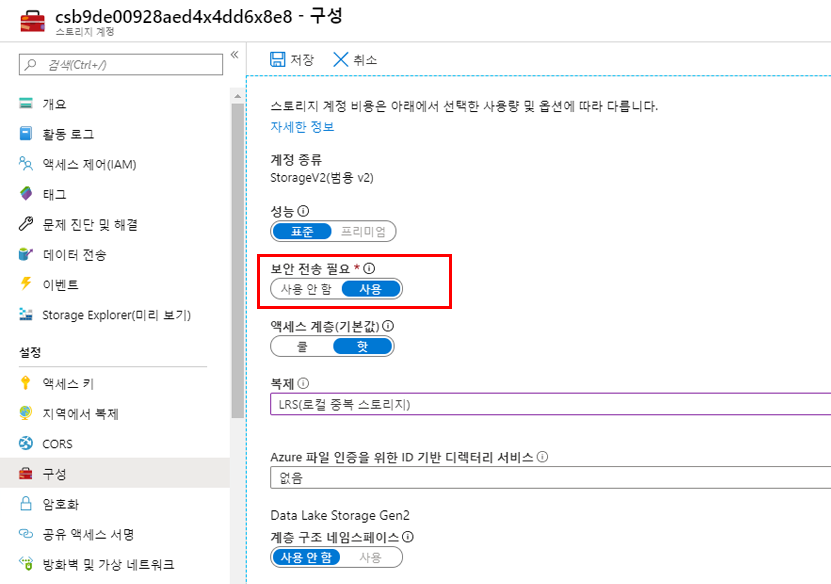 csb9de00928aed4x4dd6x8e8 - 구성
스토리지 계정
검색(Ctrl+/)
«
개요
활동 로그
액세스 제어(IAM)
태그
문제 진단 및 해결
데이터 전송
이벤트
Storage Explorer(미리 보기)
설정
액세스 키
지역에서 복제
CORS
구성
암호화
공유 액세스 서명
방화벽 및 가상 네트워크
저장 취소
스토리지 계정 비용은 아래에서 선택한 사용량 및 옵션에 따라 다릅니다.
자세한 정보
계정 종류
StorageV2(범용 v2)
성능
표준 프리미엄
보안 전송 필요 *
사용 안 함 사용
액세스 계층(기본값)
쿨 핫
복제
LRS(로컬 중복 스토리지)
Azure 파일 인증을 위한 ID 기반 디렉터리 서비스
없음
Data Lake Storage Gen2
계층 구조 네임스페이스
사용 안 함 사용